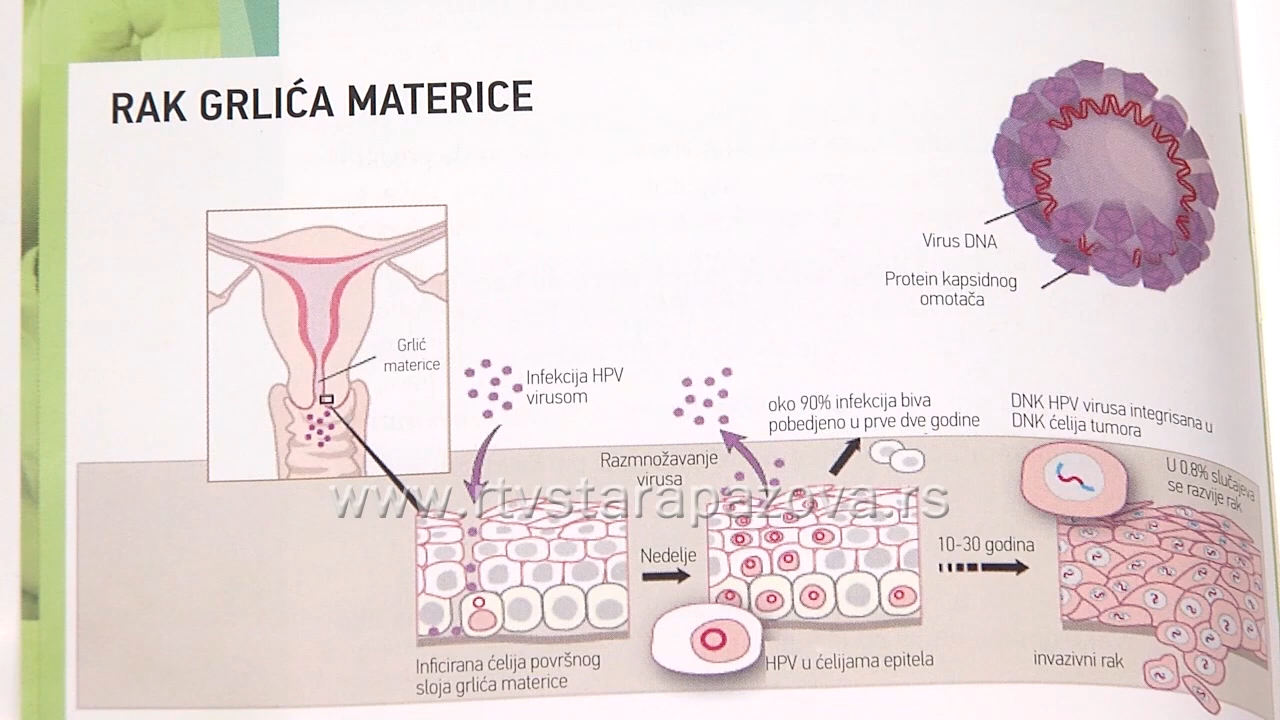 RAK GRLIĆA MATERICE
Virus DNA
Protein kapsidnog
omotača
Grlić
materice
Infekcija HPV
virusom
oko 90% infekcija biva
pobedjeno u prve dve godine
DNK HPV virusa integrisana u
DNK ćelija tumora
Razmnožavanje
virusa
U 0.8% slučajeva
se razvije rak
www.rtvstarapazova.rs
Nedelje
10-30 godina
Inficirana ćelija površnog
sloja grlića materice
HPV u ćelijama epitela
invazivni rak